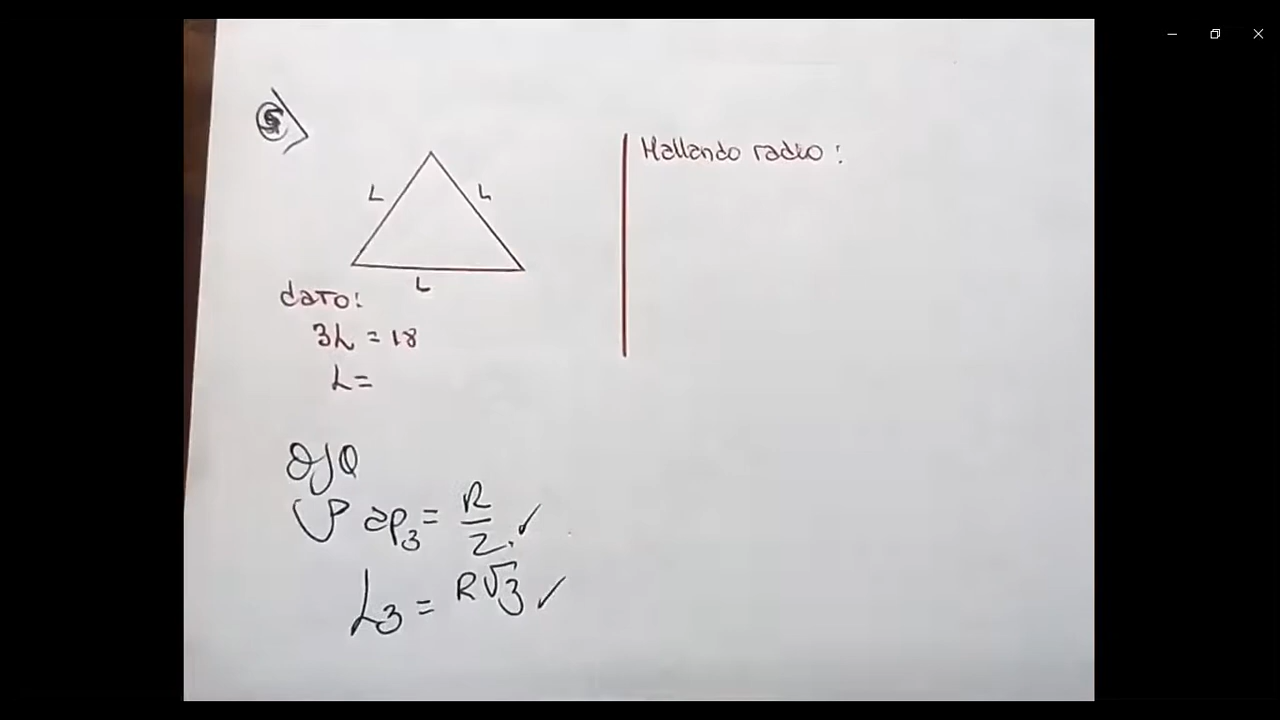 5
L
L
L
dato:
3L = 18
L =
OJO
ap₃ = R/2
L₃ = R√3
Hallando radio: